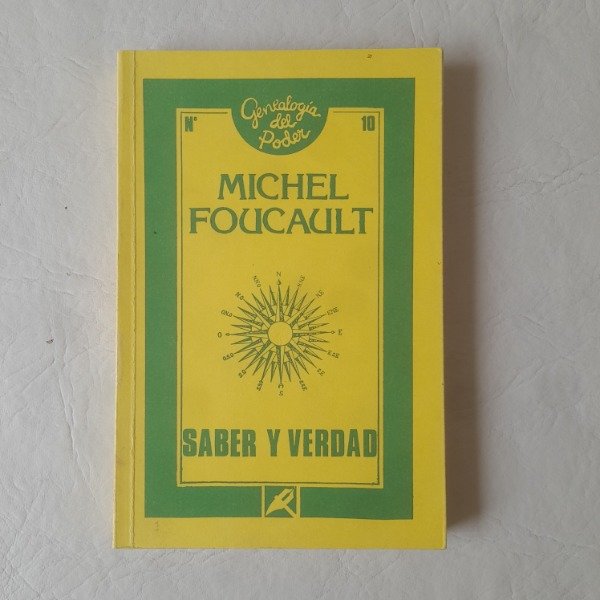 Genealogía
del
Poder
Nº 10
MICHEL
FOUCAULT
N
E
S
O
SABER Y VERDAD